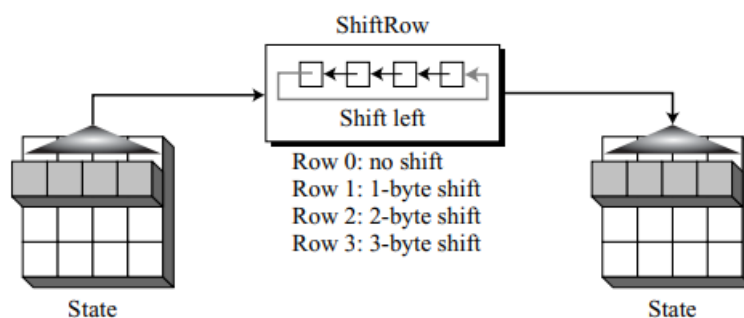 ShiftRow
Shift left
Row 0: no shift
Row 1: 1-byte shift
Row 2: 2-byte shift
Row 3: 3-byte shift
State
State